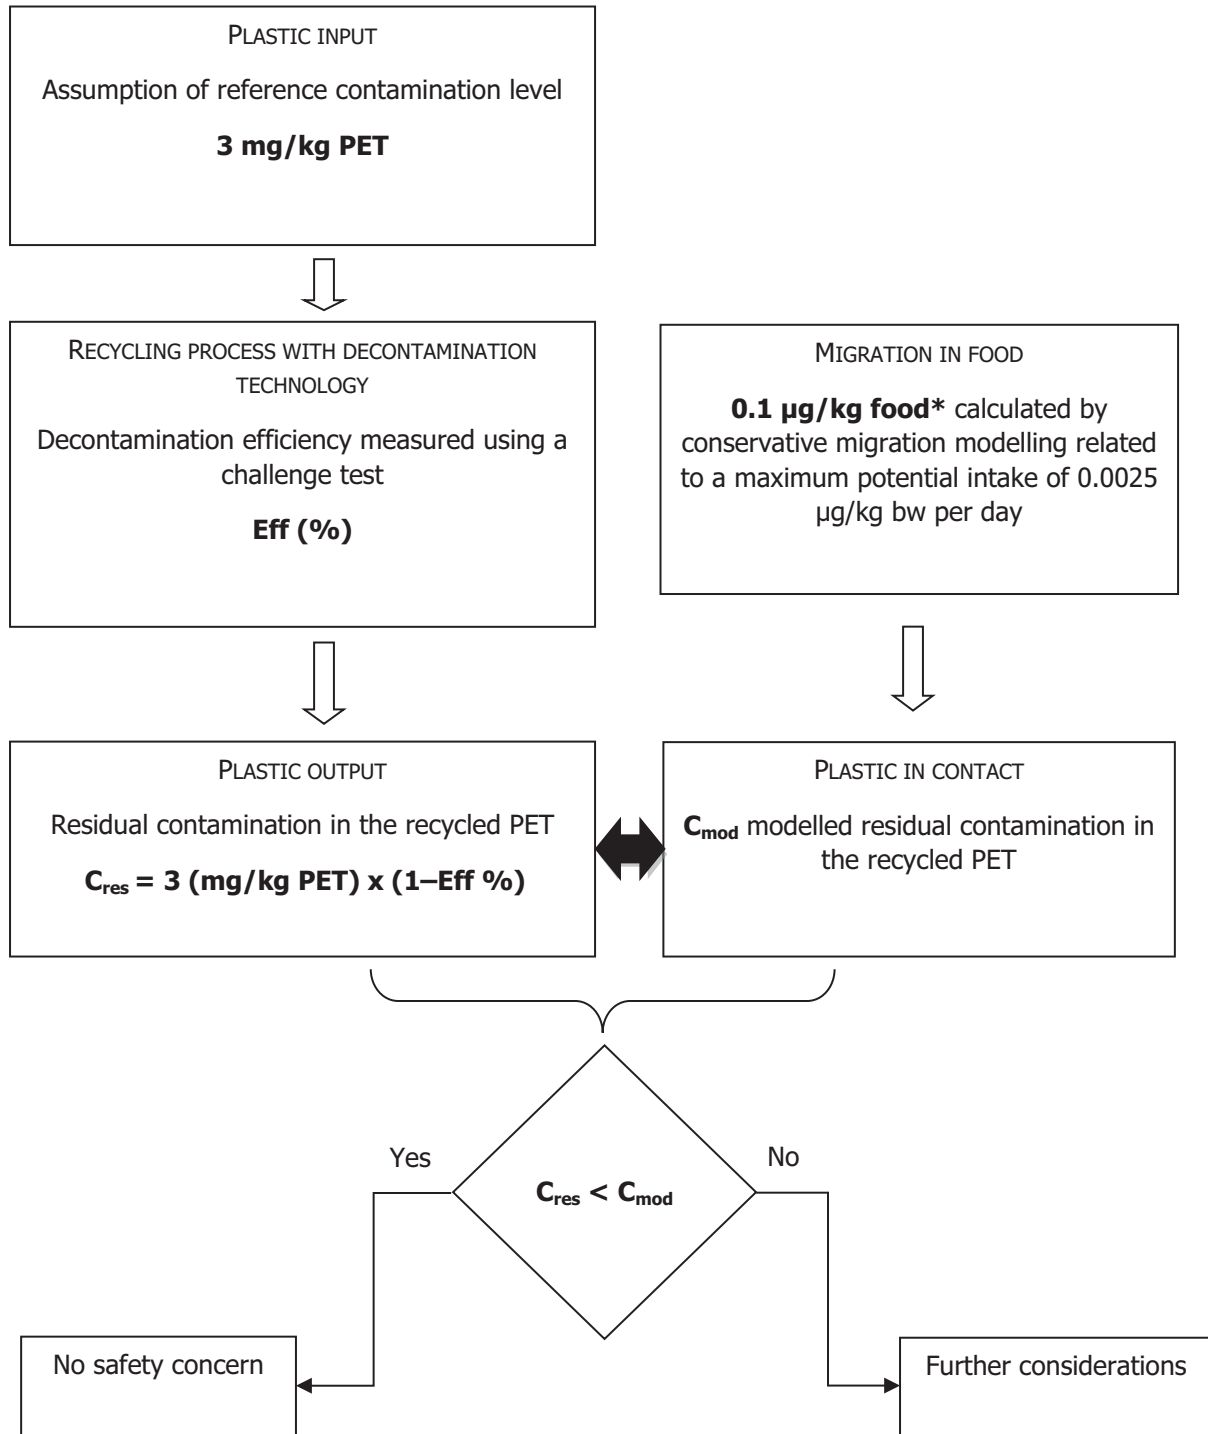 PLASTIC INPUT
Assumption of reference contamination level
3 mg/kg PET
RECYCLING PROCESS WITH DECONTAMINATION
TECHNOLOGY
Decontamination efficiency measured using a
challenge test
Eff (%)
MIGRATION IN FOOD
0.1 µg/kg food* calculated by
conservative migration modelling related
to a maximum potential intake of 0.0025
µg/kg bw per day
PLASTIC OUTPUT
Residual contamination in the recycled PET
Cres = 3 (mg/kg PET) x (1–Eff %)
PLASTIC IN CONTACT
Cmod modelled residual contamination in
the recycled PET
Yes
No
Cres < Cmod
No safety concern
Further considerations